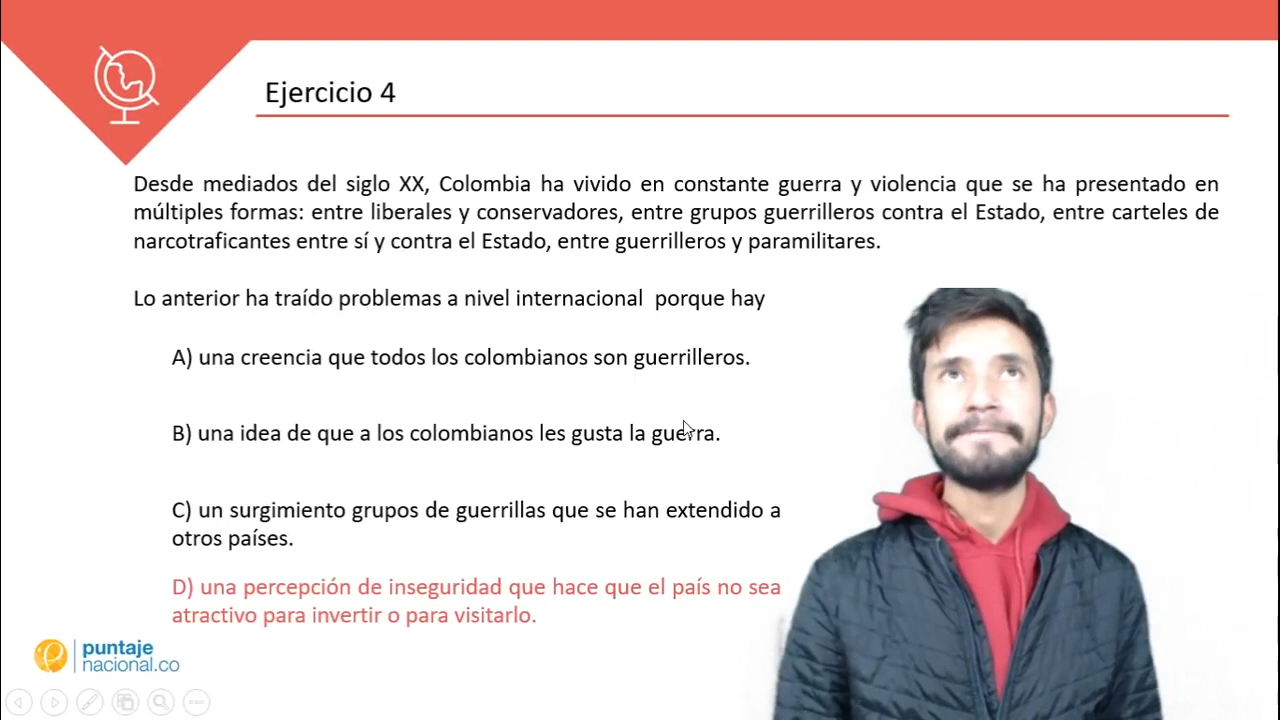 Ejercicio 4
Desde mediados del siglo XX, Colombia ha vivido en constante guerra y violencia que se ha presentado en
múltiples formas: entre liberales y conservadores, entre grupos guerrilleros contra el Estado, entre carteles de
narcotraficantes entre sí y contra el Estado, entre guerrilleros y paramilitares.
Lo anterior ha traído problemas a nivel internacional porque hay
A) una creencia que todos los colombianos son guerrilleros.
B) una idea de que a los colombianos les gusta la guerra.
C) un surgimiento grupos de guerrillas que se han extendido a
otros países.
D) una percepción de inseguridad que hace que el país no sea
atractivo para invertir o para visitarlo.
puntaje
nacional.co